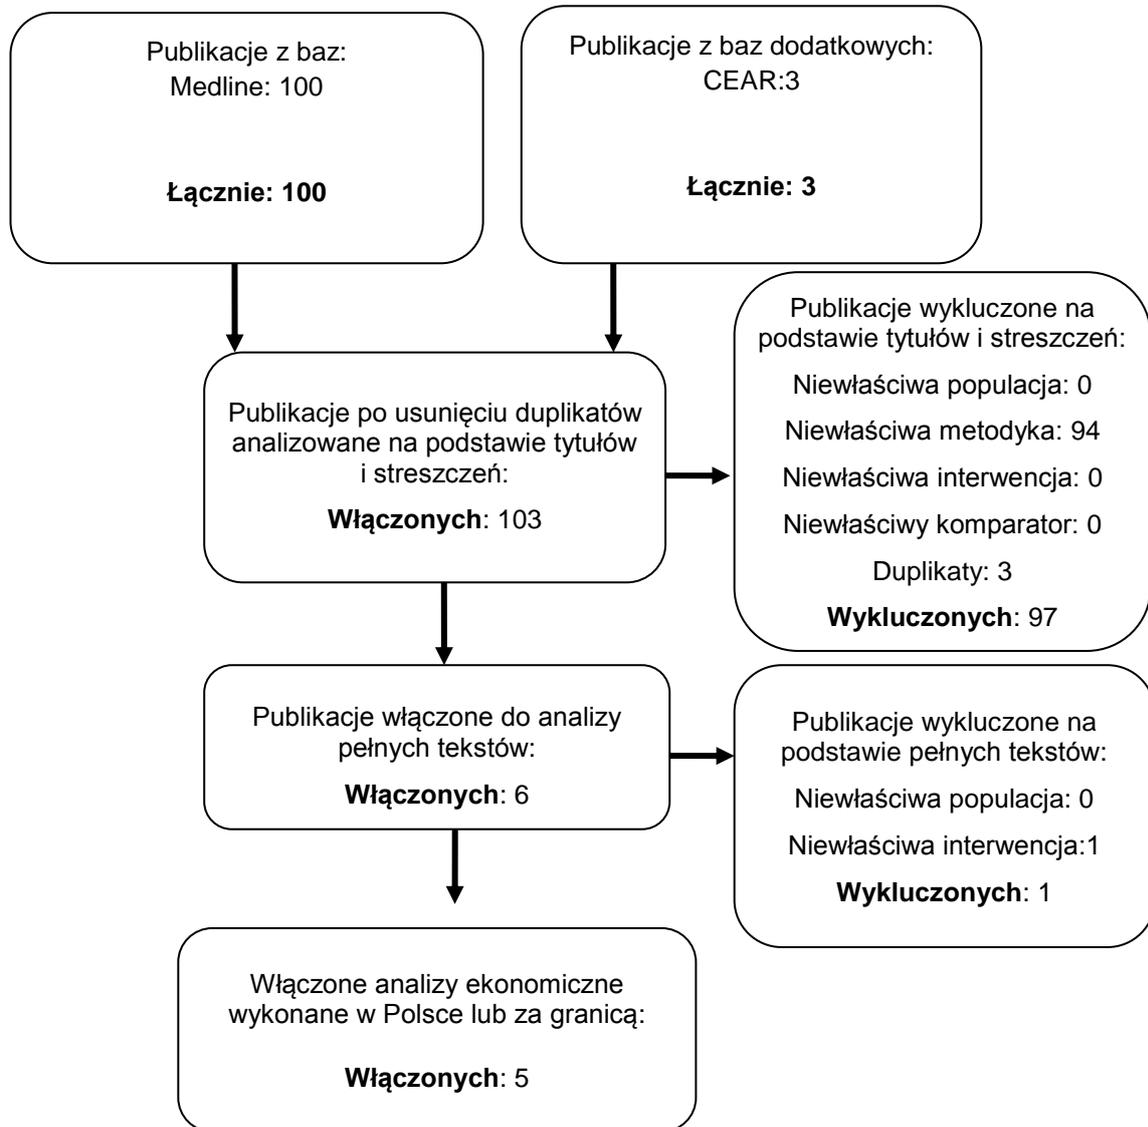 Publikacje z baz:
Medline: 100
Łącznie: 100
Publikacje z baz dodatkowych:
CEAR:3
Łącznie: 3
Publikacje po usunięciu duplikatów
analizowane na podstawie tytułów
i streszczeń:
Włączonych: 103
Publikacje wykluczone na
podstawie tytułów i streszczeń:
Niewłaściwa populacja: 0
Niewłaściwa metodyka: 94
Niewłaściwa interwencja: 0
Niewłaściwy komparator: 0
Duplikaty: 3
Wykluczonych: 97
Publikacje włączone do analizy
pełnych tekstów:
Włączonych: 6
Publikacje wykluczone na
podstawie pełnych tekstów:
Niewłaściwa populacja: 0
Niewłaściwa interwencja:1
Wykluczonych: 1
Włączone analizy ekonomiczne
wykonane w Polsce lub za granicą:
Włączonych: 5